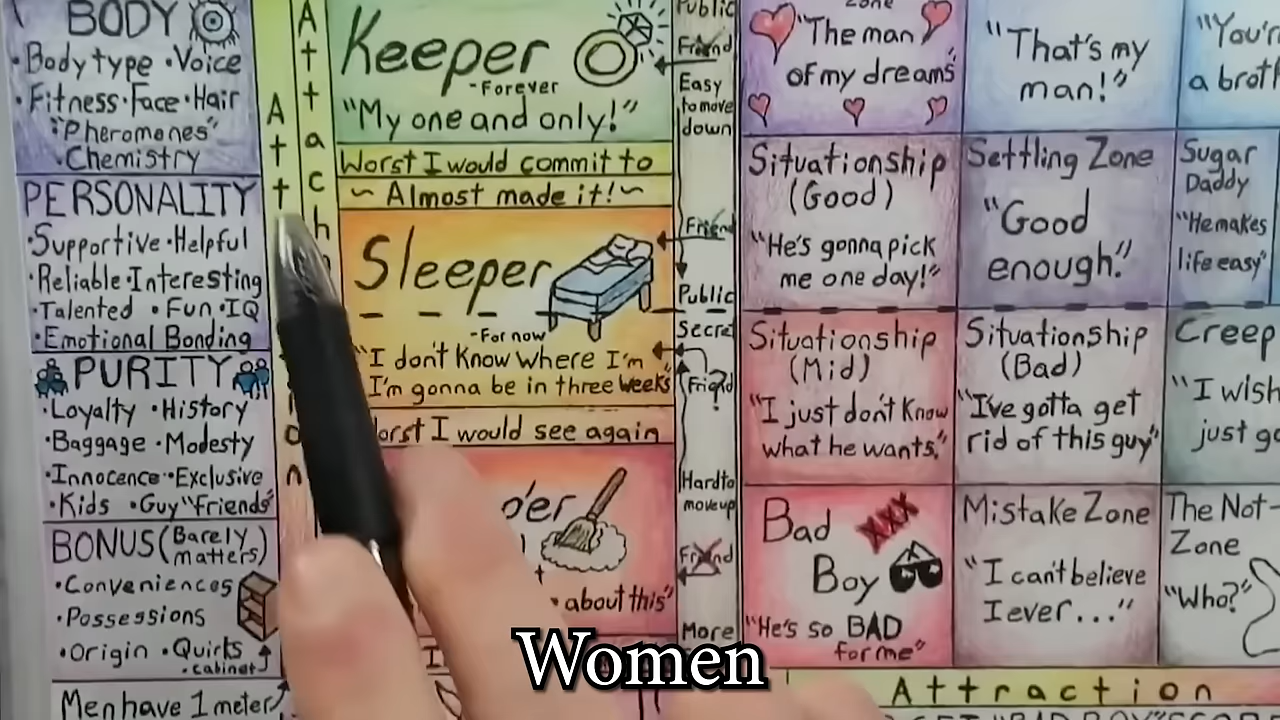 BODY
• Body type • Voice
• Fitness • Face • Hair
"Pheromones"
• Chemistry
PERSONALITY
• Supportive • Helpful
• Reliable • Interesting
• Talented • Fun • IQ
• Emotional Bonding
PURITY
• Loyalty • History
• Baggage • Modesty
• Innocence • Exclusive
• Kids • Guy "Friends"
BONUS (Barely
matters)
• Conveniences
• Possessions
• Origin • Quirks
• cabinet
Men have 1 meter
Att
Attach
on
Keeper
- Forever
"My one and only!"
Worst I would commit to
~ Almost made it! ~
Sleeper
- For now
"I don't know where I'm
I'm gonna be in three weeks"
Worst I would see again
per
about this"
Public
Friend
Easy
to move
down
Friend
Public
Secret
Friend
?
Hard to
move up
Friend
More
Zone
"The man
of my dreams"
"That's my
man!"
"You'r
a broth
Situationship
(Good)
"He's gonna pick
me one day!"
Settling Zone
"Good
enough."
Sugar
Daddy
"He makes
life easy"
Situationship
(Mid)
"I just don't know
what he wants."
Situationship
(Bad)
"I've gotta get
rid of this guy"
Creep
"I wish
just go
Bad
XXX
Boy
"He's so BAD
for me"
Mistake Zone
"I can't believe
I ever..."
The Not-
Zone
"Who?"
Attraction
Women